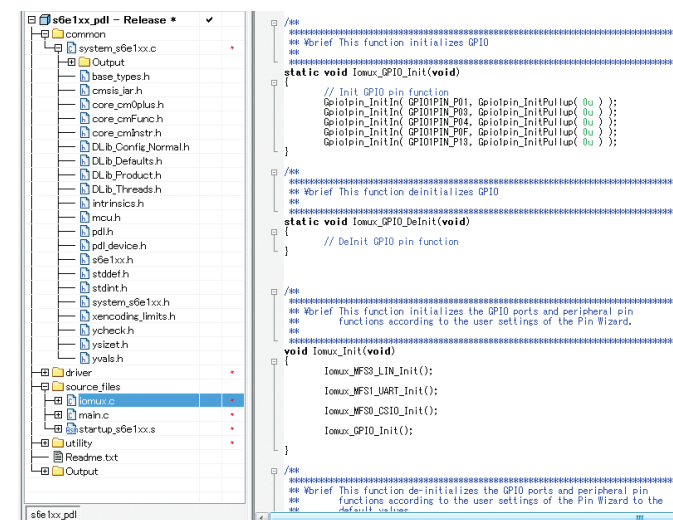 s6e1xx_pdl - Release *
common
system_s6e1xx.c
Output
base_types.h
cmsis_iar.h
core_cm0plus.h
core_cmFunc.h
core_cmInstr.h
DLib_Config_Normal.h
DLib_Defaults.h
DLib_Product.h
DLib_Threads.h
intrinsics.h
mcu.h
pdl.h
pdl_device.h
s6e1xx.h
stddef.h
stdint.h
system_s6e1xx.h
xencoding_limits.h
ycheck.h
ysizet.h
yvals.h
driver
source_files
iomux.c
main.c
startup_s6e1xx.s
utility
Readme.txt
Output
s6e1xx_pdl
/**
** ¥brief This function initializes GPIO
**
static void Iomux_GPIO_Init(void)
{
// Init GPIO pin function
Gpio1pin_InitIn( GPIO1PIN_P01, Gpio1pin_InitPullup( 0u ) );
Gpio1pin_InitIn( GPIO1PIN_P03, Gpio1pin_InitPullup( 0u ) );
Gpio1pin_InitIn( GPIO1PIN_P04, Gpio1pin_InitPullup( 0u ) );
Gpio1pin_InitIn( GPIO1PIN_P0F, Gpio1pin_InitPullup( 0u ) );
Gpio1pin_InitIn( GPIO1PIN_P13, Gpio1pin_InitPullup( 0u ) );
}
/**
** ¥brief This function deinitializes GPIO
**
static void Iomux_GPIO_DeInit(void)
{
// DeInit GPIO pin function
}
/**
** ¥brief This function initializes the GPIO ports and peripheral pin
** functions according to the user settings of the Pin Wizard.
**
void Iomux_Init(void)
{
Iomux_MFS3_LIN_Init();
Iomux_MFS1_UART_Init();
Iomux_MFS0_CSIO_Init();
Iomux_GPIO_Init();
}
/**
** ¥brief This function de-initializes the GPIO ports and peripheral pin
** functions according to the user settings of the Pin Wizard to the
** default values